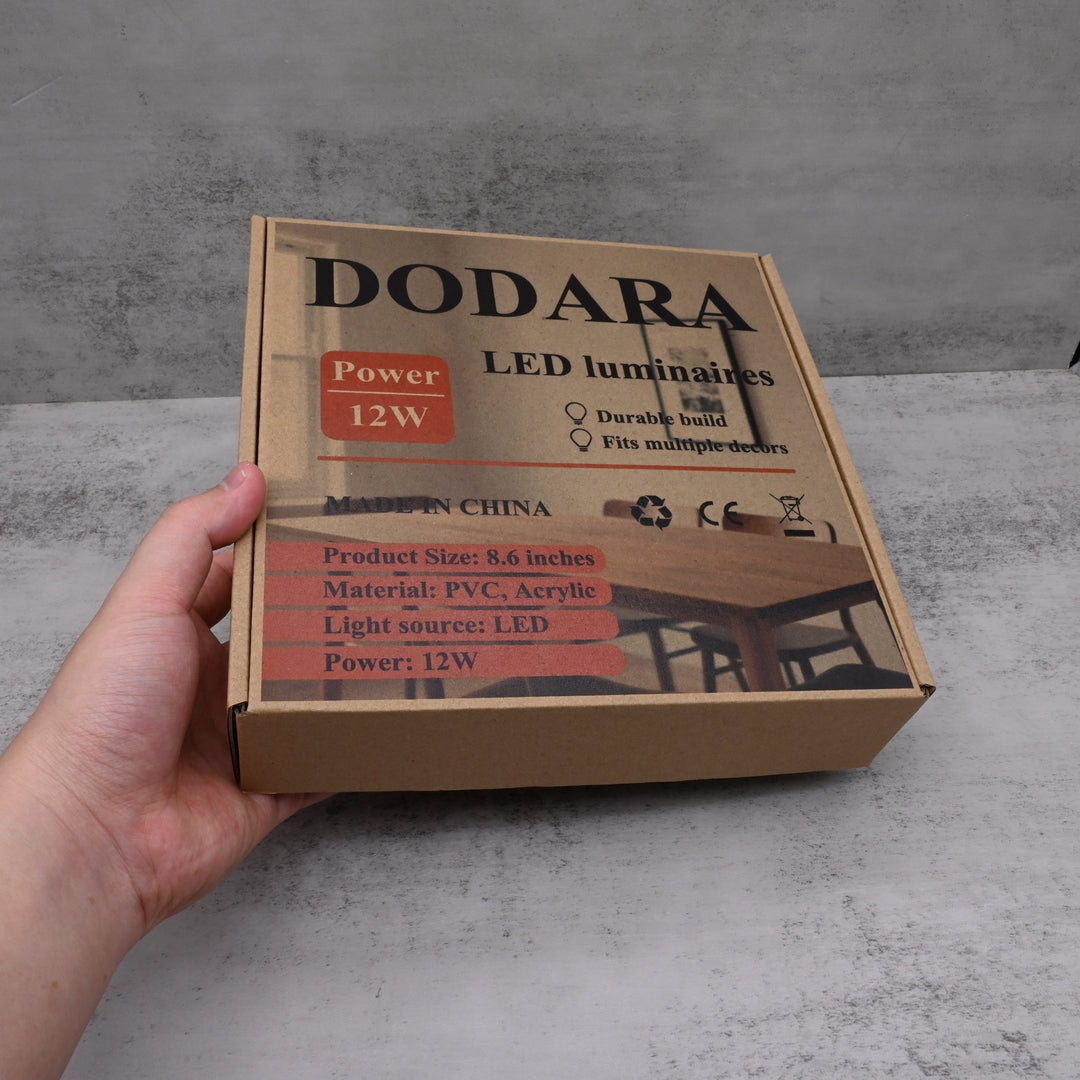 DODARA
LED luminaires
Power
12W
Durable build
Fits multiple decors
MADE IN CHINA
CE
Product Size: 8.6 inches
Material: PVC, Acrylic
Light source: LED
Power: 12W